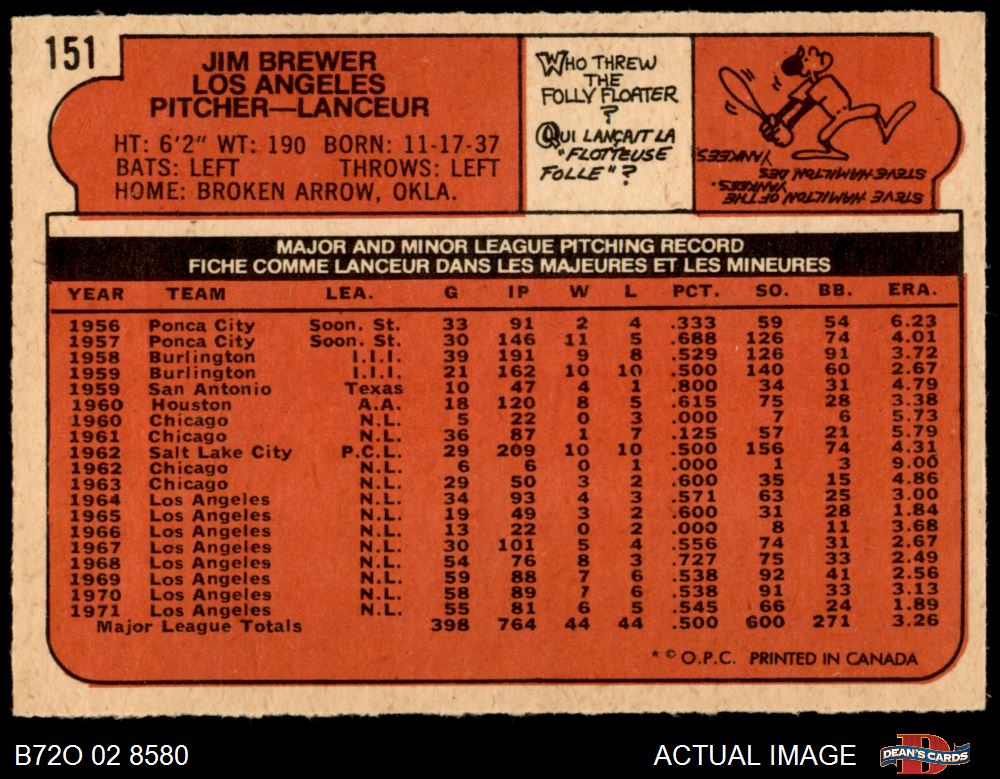 151
JIM BREWER
LOS ANGELES
PITCHER—LANCEUR
HT: 6'2" WT: 190 BORN: 11-17-37
BATS: LEFT THROWS: LEFT
HOME: BROKEN ARROW, OKLA.
WHO THREW
THE
FOLLY FLOATER
?
QUI LANÇAIT LA
"FLOTTEUSE
FOLLE"?
STEVE HAMILTON OF THE
YANKEES.
STEVE HAMILTON DES
YANKEES
MAJOR AND MINOR LEAGUE PITCHING RECORD
FICHE COMME LANCEUR DANS LES MAJEURES ET LES MINEURES
YEAR TEAM LEA. G IP W L PCT. SO. BB. ERA.
1956 Ponca City Soon. St. 33 91 2 4 .333 59 54 6.23
1957 Ponca City Soon. St. 30 146 11 5 .688 126 74 4.01
1958 Burlington I.I.I. 39 191 9 8 .529 126 91 3.72
1959 Burlington I.I.I. 21 162 10 10 .500 140 60 2.67
1959 San Antonio Texas 10 47 4 1 .800 34 31 4.79
1960 Houston A.A. 18 120 8 5 .615 75 28 3.38
1960 Chicago N.L. 5 22 0 3 .000 7 6 5.73
1961 Chicago N.L. 36 87 1 7 .125 57 21 5.79
1962 Salt Lake City P.C.L. 29 209 10 10 .500 156 74 4.31
1962 Chicago N.L. 6 6 0 1 .000 1 3 9.00
1963 Chicago N.L. 29 50 3 2 .600 35 15 4.86
1964 Los Angeles N.L. 34 93 4 3 .571 63 25 3.00
1965 Los Angeles N.L. 19 49 3 2 .600 31 28 1.84
1966 Los Angeles N.L. 13 22 0 2 .000 8 11 3.68
1967 Los Angeles N.L. 30 101 5 4 .556 74 31 2.67
1968 Los Angeles N.L. 54 76 8 3 .727 75 33 2.49
1969 Los Angeles N.L. 59 88 7 6 .538 92 41 2.56
1970 Los Angeles N.L. 58 89 7 6 .538 91 33 3.13
1971 Los Angeles N.L. 55 81 6 5 .545 66 24 1.89
Major League Totals 398 764 44 44 .500 600 271 3.26
* © O.P.C. PRINTED IN CANADA
B72O 02 8580 ACTUAL IMAGE DEAN'S CARDS